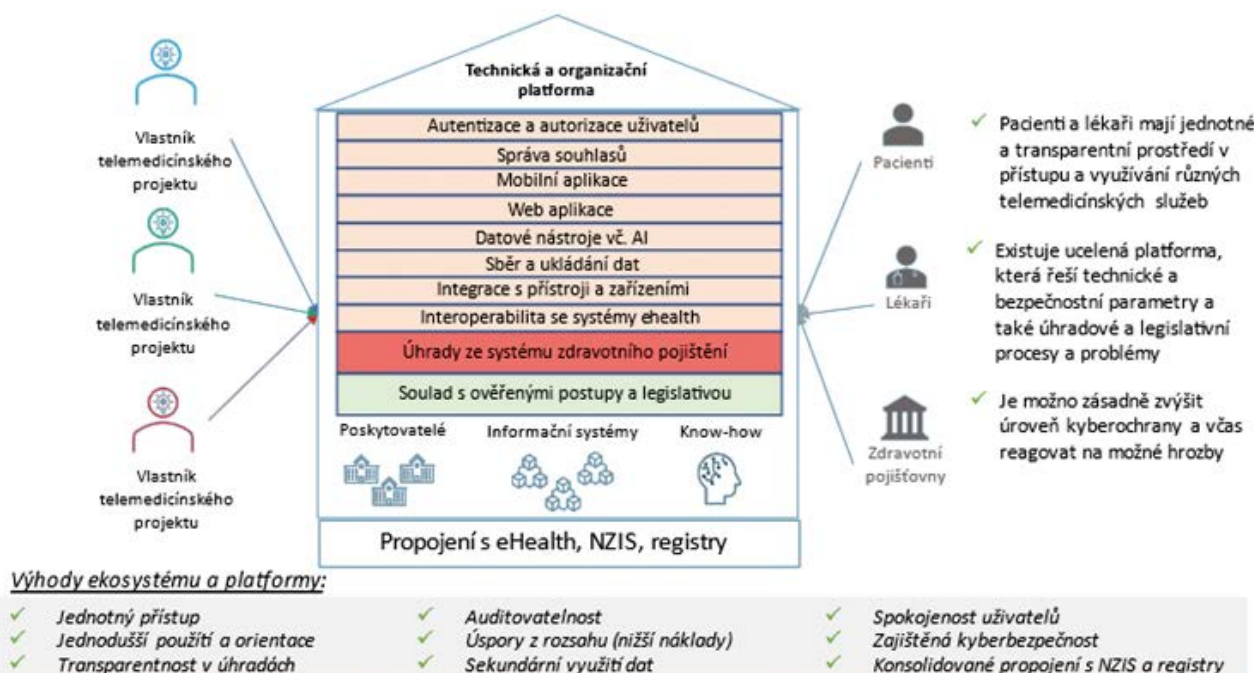 Technická a organizační
platforma
Autentizace a autorizace uživatelů
Správa souhlasů
Mobilní aplikace
Web aplikace
Datové nástroje vč. AI
Sběr a ukládání dat
Integrace s přístroji a zařízeními
Interoperabilita se systémy ehealth
Úhrady ze systému zdravotního pojištění
Soulad s ověřenými postupy a legislativou
Poskytovatelé
Informační systémy
Know-how
Propojení s eHealth, NZIS, registry
Vlastník
telemedicínského
projektu
Vlastník
telemedicínského
projektu
Vlastník
telemedicínského
projektu
Pacienti
Lékaři
Zdravotní
pojišťovny
Pacienti a lékaři mají jednotné
a transparentní prostředí v
přístupu a využívání různých
telemedicínských služeb
Existuje ucelená platforma,
která řeší technické a
bezpečnostní parametry a
také úhradové a legislativní
procesy a problémy
Je možno zásadně zvýšit
úroveň kyberochrany a včas
reagovat na možné hrozby
Výhody ekosystému a platformy:
Jednotný přístup
Jednodušší použití a orientace
Transparentnost v úhradách
Auditovatelnost
Úspory z rozsahu (nižší náklady)
Sekundární využití dat
Spokojenost uživatelů
Zajištěná kyberbezpečnost
Konsolidované propojení s NZIS a registry